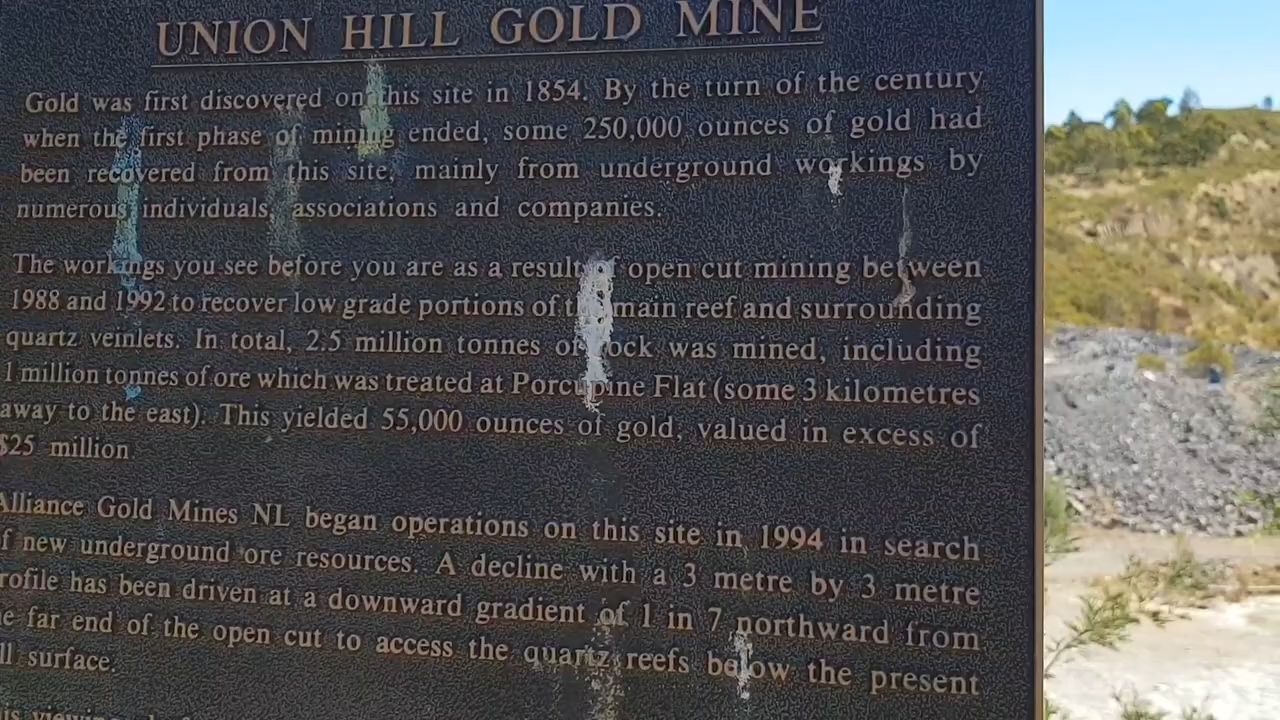 UNION HILL GOLD MINE
Gold was first discovered on this site in 1854. By the turn of the century
when the first phase of mining ended, some 250,000 ounces of gold had
been recovered from this site, mainly from underground workings by
numerous individuals, associations and companies.
The workings you see before you are as a result of open cut mining between
1988 and 1992 to recover low grade portions of the main reef and surrounding
quartz veinlets. In total, 2.5 million tonnes of rock was mined, including
1 million tonnes of ore which was treated at Porcupine Flat (some 3 kilometres
away to the east). This yielded 55,000 ounces of gold, valued in excess of
$25 million
Alliance Gold Mines NL began operations on this site in 1994 in search
of new underground ore resources. A decline with a 3 metre by 3 metre
rofile has been driven at a downward gradient of 1 in 7 northward from
e far end of the open cut to access the quartz reefs below the present
ll surface.